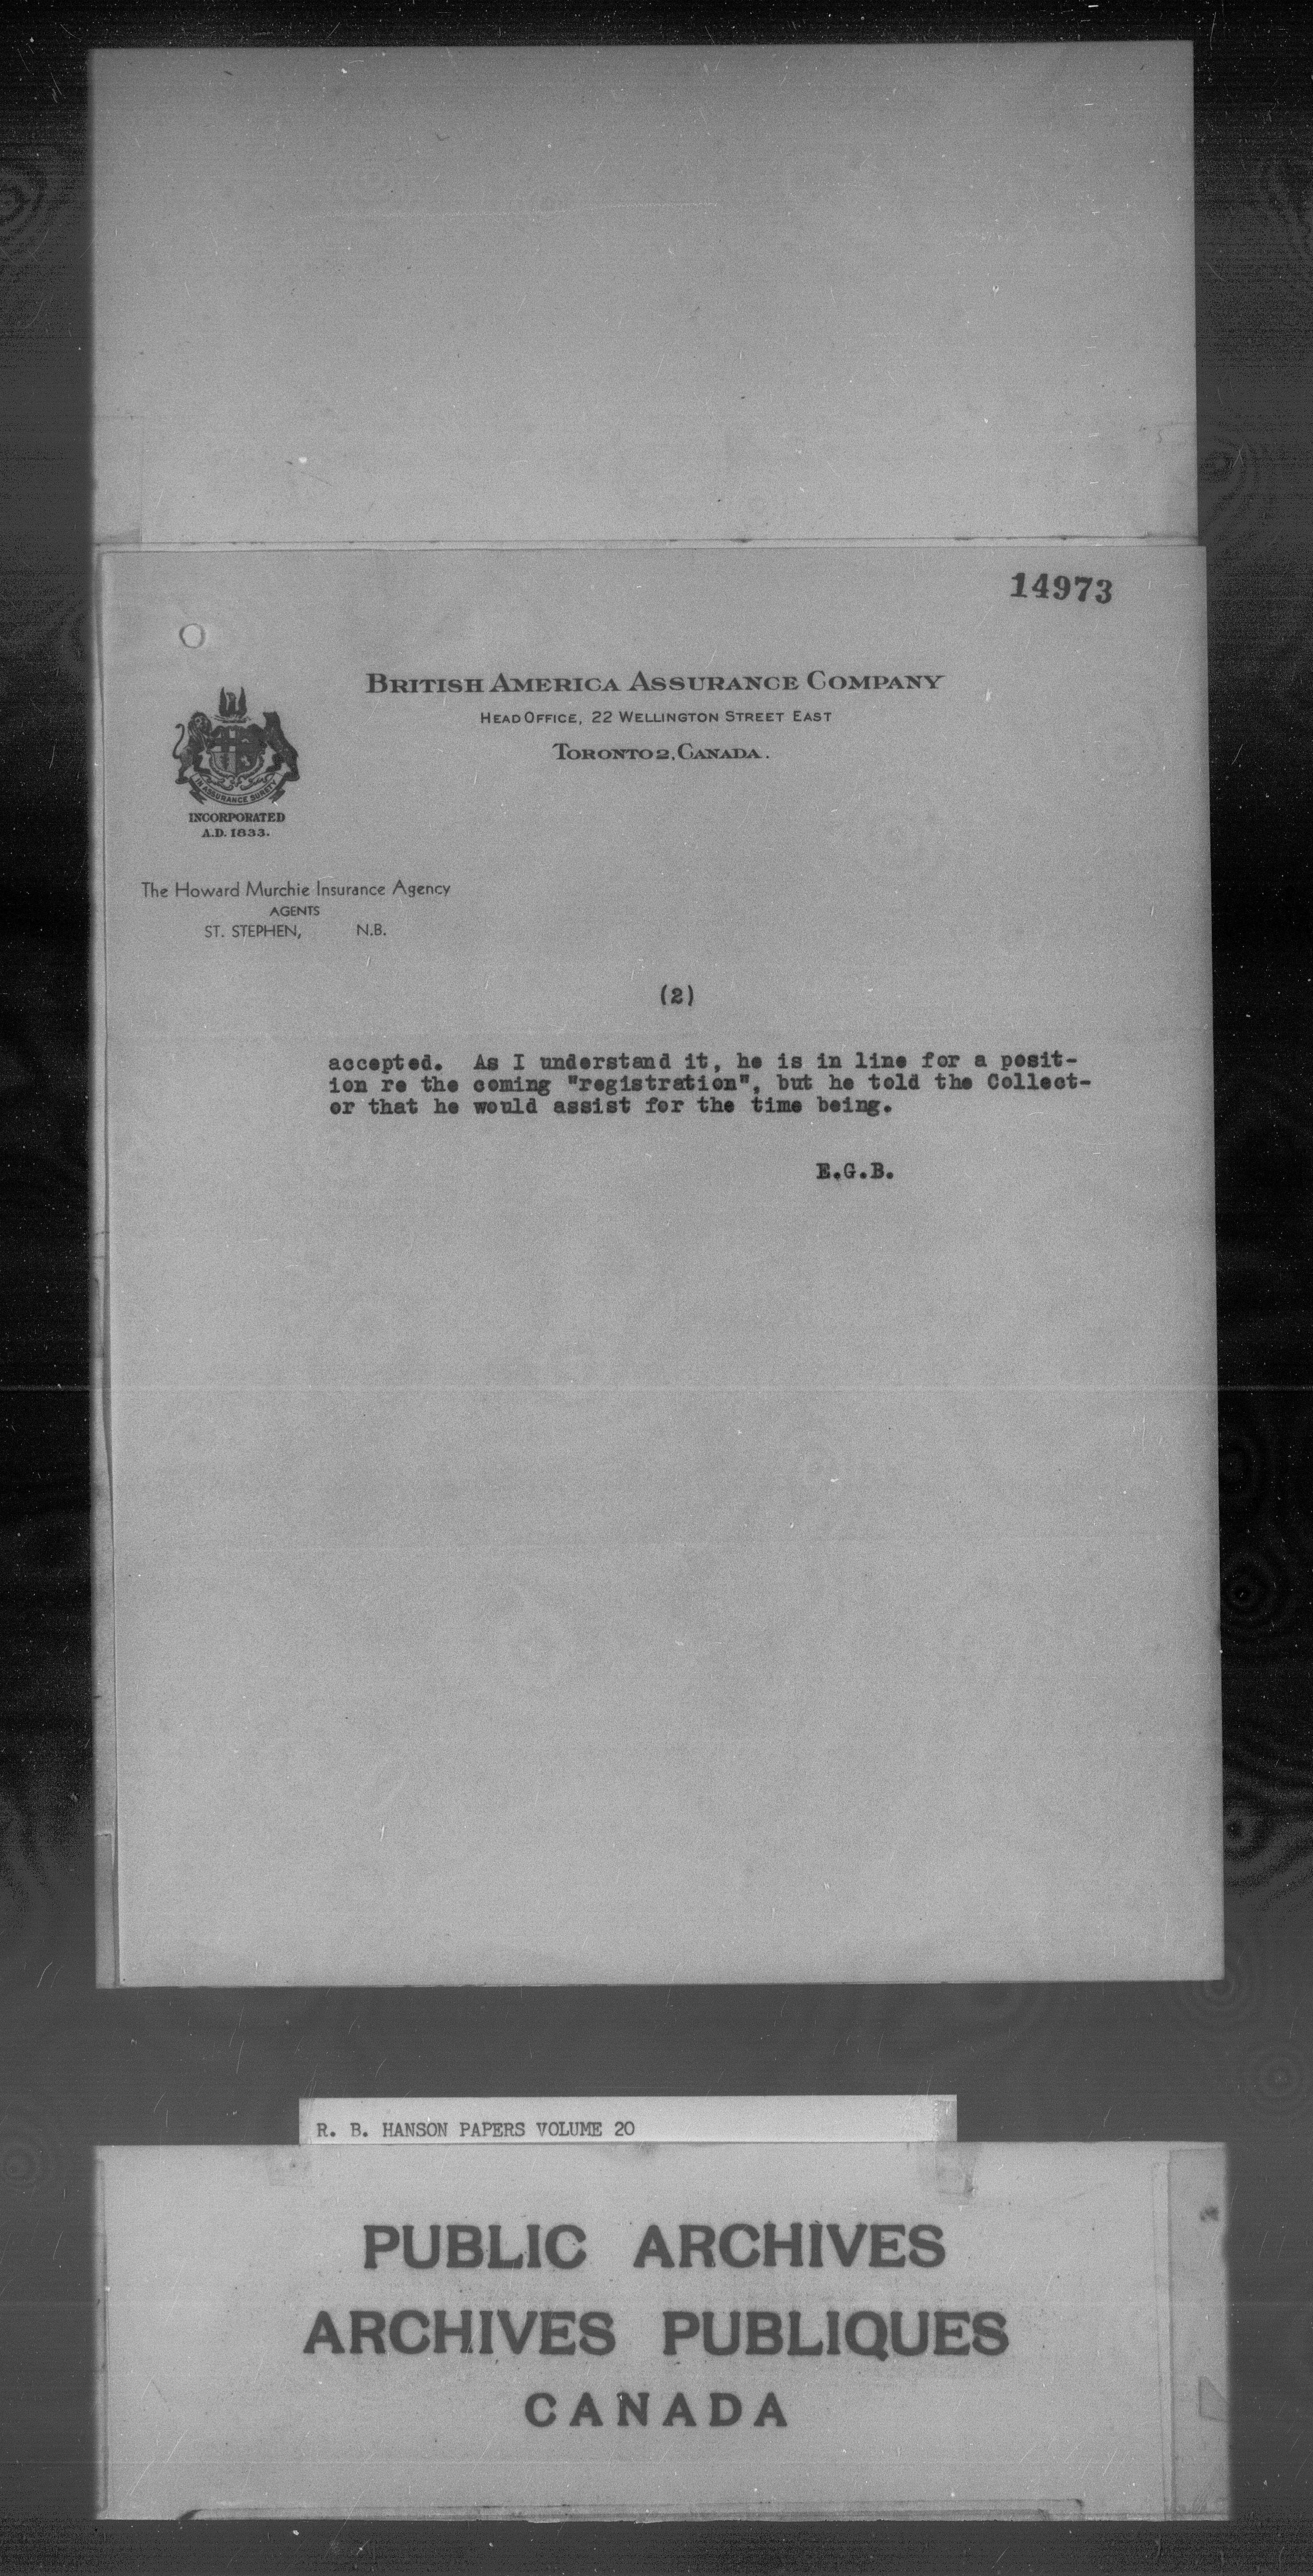 14973
BRITISH AMERICA ASSURANCE COMPANY
HEAD OFFICE, 22 WELLINGTON STREET EAST
TORONTO 2, CANADA.
IN ASSURANCE SURETY
INCORPORATED
A.D. 1833.
The Howard Murchie Insurance Agency
AGENTS
ST. STEPHEN, N.B.
(2)
accepted. As I understand it, he is in line for a posit-
ion re the coming "registration", but he told the Collect-
or that he would assist for the time being.
E.G.B.
R. B. HANSON PAPERS VOLUME 20
PUBLIC ARCHIVES
ARCHIVES PUBLIQUES
CANADA